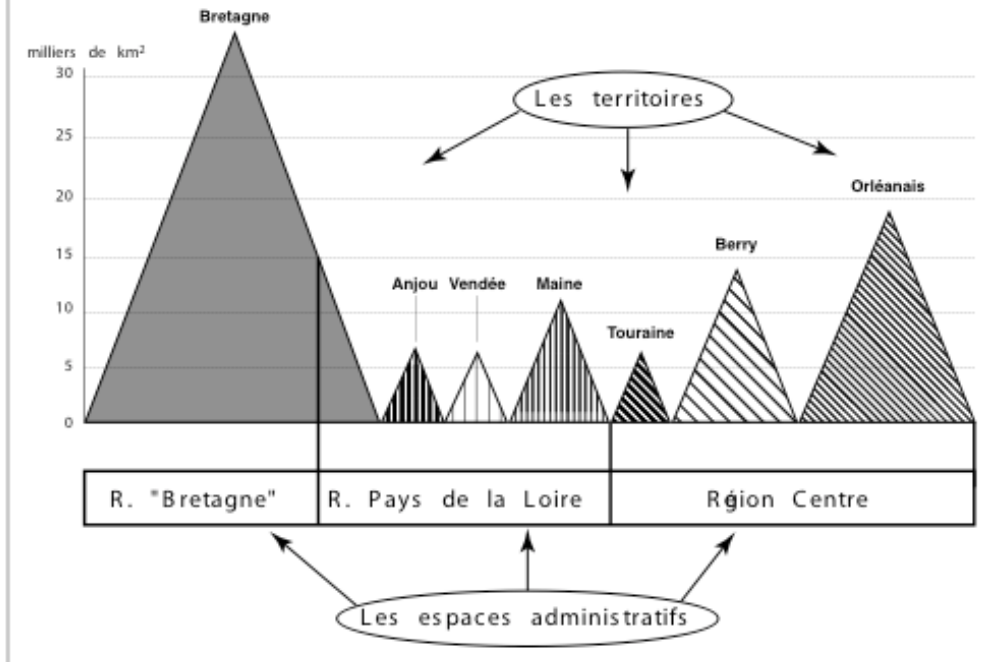 Bretagne
milliers de km²
30
Les territoires
25
20
Orléanais
15
Berry
Anjou Vendée Maine
10
Touraine
5
0
R. "Bretagne" R. Pays de la Loire Région Centre
Les espaces administratifs